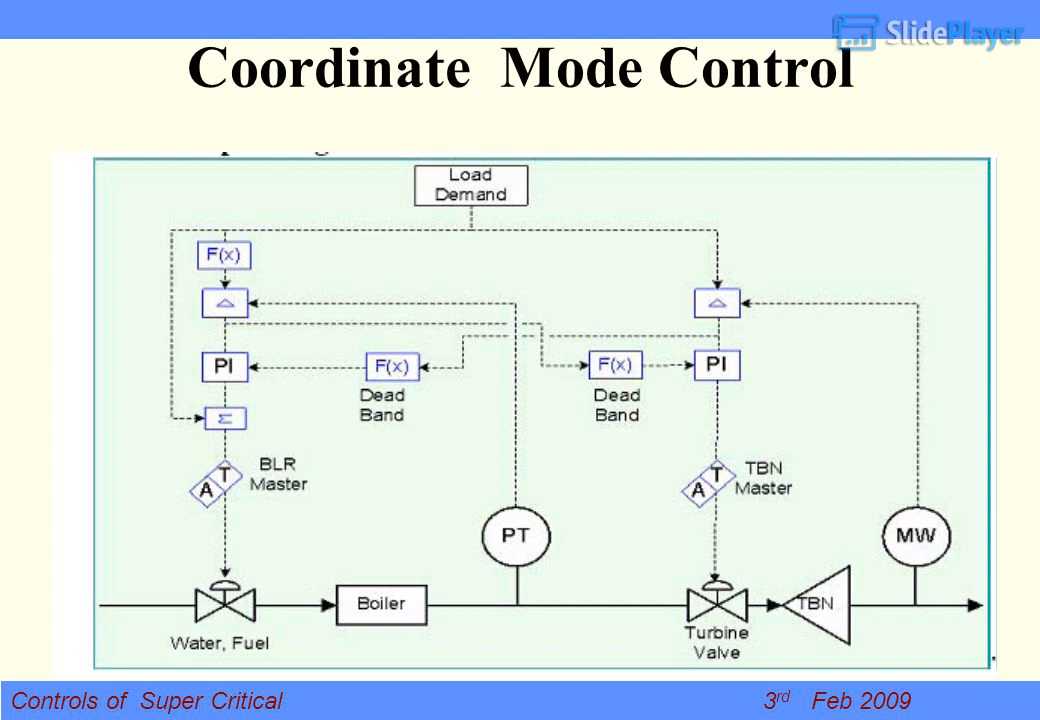 SlidePlayer
Coordinate Mode Control
Load
Demand
F(x)
△
△
PI
F(x)
F(x)
PI
Dead
Band
Dead
Band
Σ
BLR
Master
T
A
TBN
Master
T
A
PT
MW
Boiler
TBN
Water, Fuel
Turbine
Valve
Controls of Super Critical
3rd Feb 2009